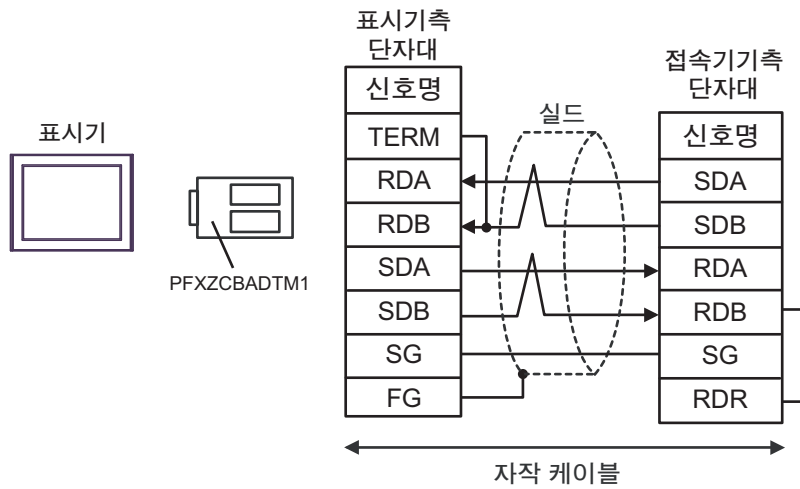 표시기
PFXZCBADTM1
표시기측
단자대
신호명
TERM
RDA
RDB
SDA
SDB
SG
FG
실드
접속기기측
단자대
신호명
SDA
SDB
RDA
RDB
SG
RDR
자작 케이블